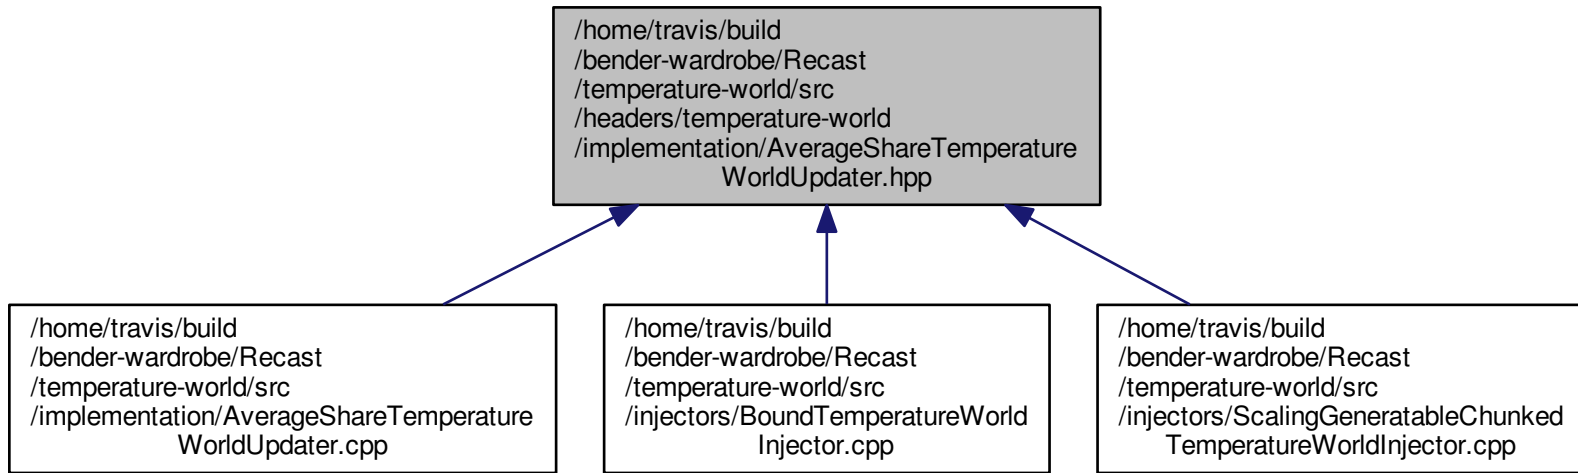 /home/travis/build
/bender-wardrobe/Recast
/temperature-world/src
/headers/temperature-world
/implementation/AverageShareTemperature
WorldUpdater.hpp
/home/travis/build
/bender-wardrobe/Recast
/temperature-world/src
/implementation/AverageShareTemperature
WorldUpdater.cpp
/home/travis/build
/bender-wardrobe/Recast
/temperature-world/src
/injectors/BoundTemperatureWorld
Injector.cpp
/home/travis/build
/bender-wardrobe/Recast
/temperature-world/src
/injectors/ScalingGeneratableChunked
TemperatureWorldInjector.cpp